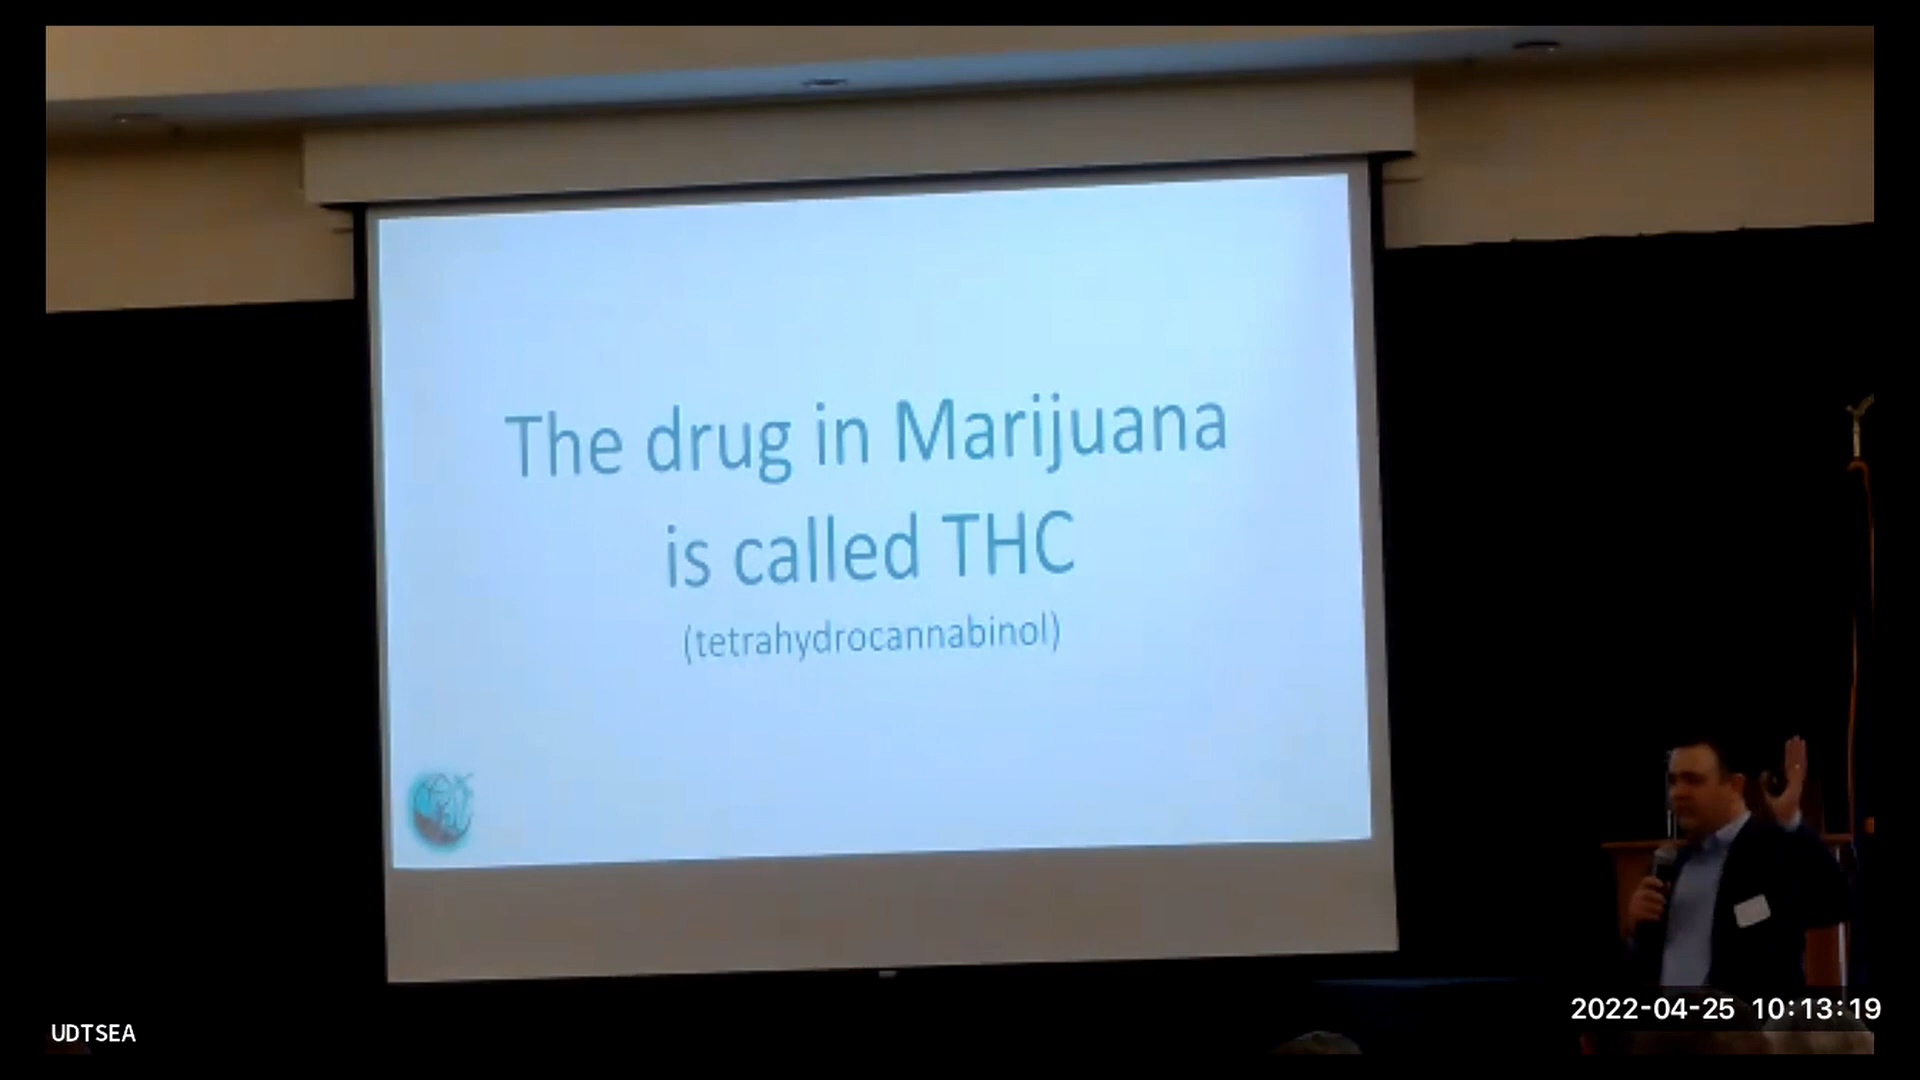 The drug in Marijuana
is called THC
(tetrahydrocannabinol)
2022-04-25 10:13:19
UDTSEA